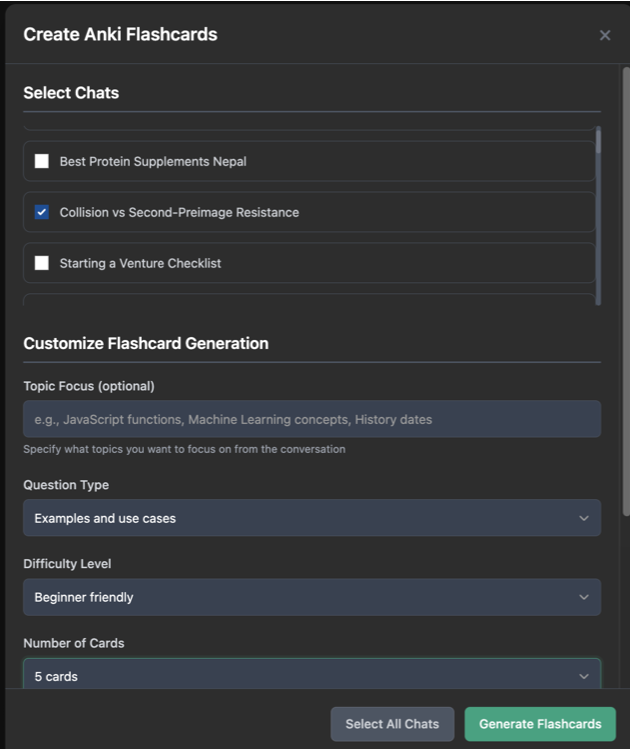 Create Anki Flashcards
Select Chats
Best Protein Supplements Nepal
Collision vs Second-Preimage Resistance
Starting a Venture Checklist
Customize Flashcard Generation
Topic Focus (optional)
e.g., JavaScript functions, Machine Learning concepts, History dates
Specify what topics you want to focus on from the conversation
Question Type
Examples and use cases
Difficulty Level
Beginner friendly
Number of Cards
5 cards
Select All Chats
Generate Flashcards